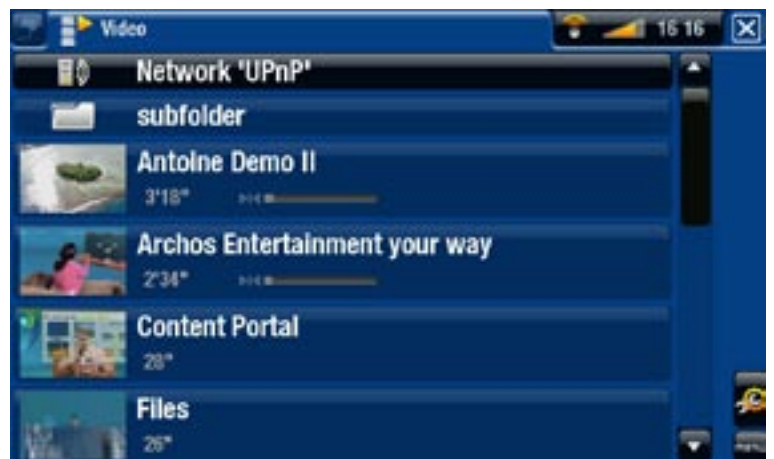 Video
16 16
Network 'UPnP'
subfolder
Antoine Demo II
3'18"
Archos Entertainment your way
2'34"
Content Portal
28"
Files
26"